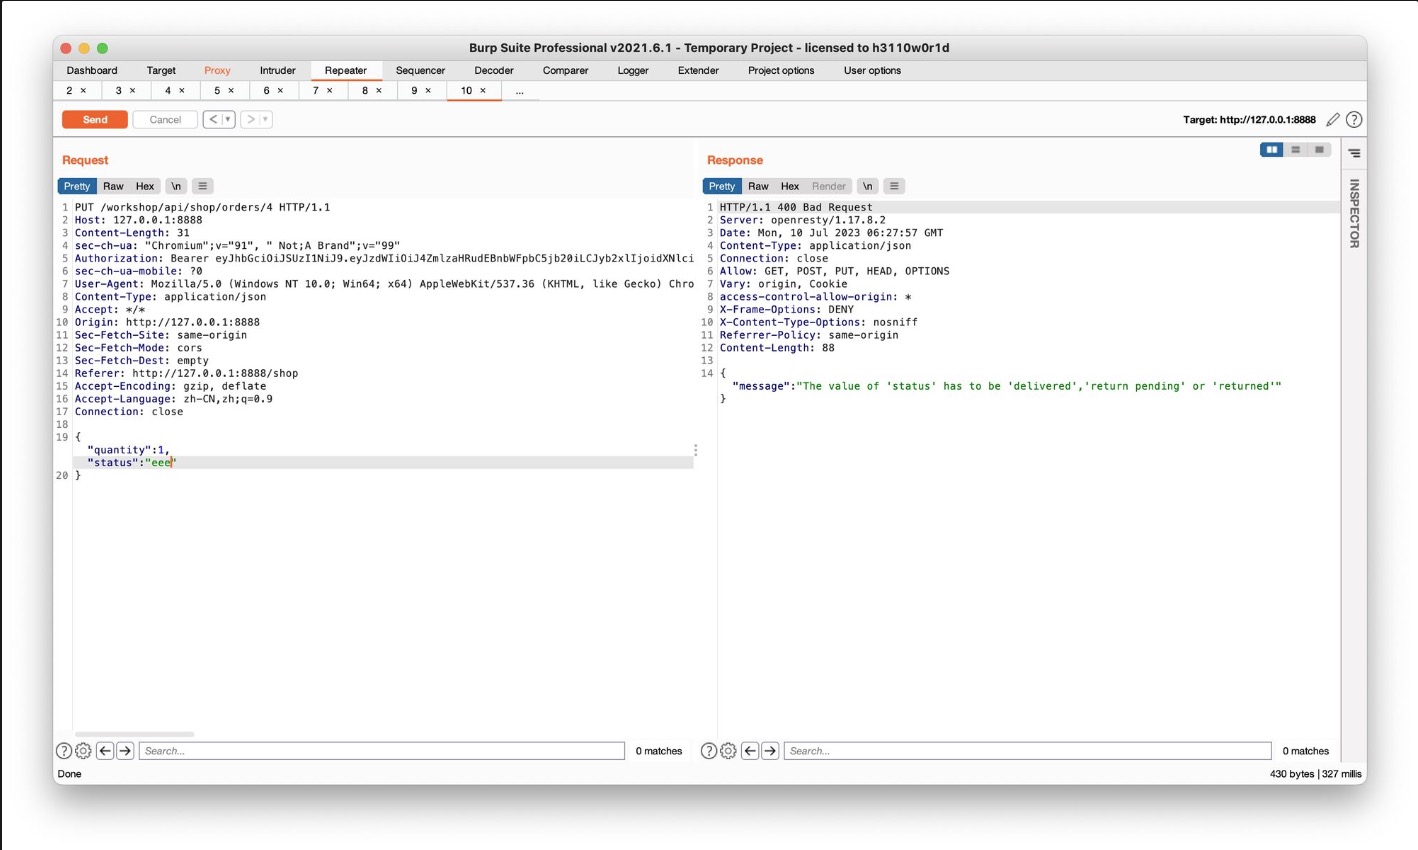 Burp Suite Professional v2021.6.1 - Temporary Project - licensed to h3110w0r1d
Dashboard Target Proxy Intruder Repeater Sequencer Decoder Comparer Logger Extender Project options User options
2 × 3 × 4 × 5 × 6 × 7 × 8 × 9 × 10 × ...
Send Cancel < > Target: http://127.0.0.1:8888
Request
Pretty Raw Hex \n
1 PUT /workshop/api/shop/orders/4 HTTP/1.1
2 Host: 127.0.0.1:8888
3 Content-Length: 31
4 sec-ch-ua: "Chromium";v="91", " Not;A Brand";v="99"
5 Authorization: Bearer eyJhbGciOiJSUzI1NiJ9.eyJzdWIiOiJ4ZmlzaHRudEBnbWFpbC5jb20iLCJyb2xlIjoidXNlci
6 sec-ch-ua-mobile: ?0
7 User-Agent: Mozilla/5.0 (Windows NT 10.0; Win64; x64) AppleWebKit/537.36 (KHTML, like Gecko) Chro
8 Content-Type: application/json
9 Accept: */*
10 Origin: http://127.0.0.1:8888
11 Sec-Fetch-Site: same-origin
12 Sec-Fetch-Mode: cors
13 Sec-Fetch-Dest: empty
14 Referer: http://127.0.0.1:8888/shop
15 Accept-Encoding: gzip, deflate
16 Accept-Language: zh-CN,zh;q=0.9
17 Connection: close
18
19 {
"quantity":1,
"status":"eee"
20 }
Search... 0 matches
Response
Pretty Raw Hex Render \n
1 HTTP/1.1 400 Bad Request
2 Server: openresty/1.17.8.2
3 Date: Mon, 10 Jul 2023 06:27:57 GMT
4 Content-Type: application/json
5 Connection: close
6 Allow: GET, POST, PUT, HEAD, OPTIONS
7 Vary: origin, Cookie
8 access-control-allow-origin: *
9 X-Frame-Options: DENY
10 X-Content-Type-Options: nosniff
11 Referrer-Policy: same-origin
12 Content-Length: 88
13
14 {
"message":"The value of 'status' has to be 'delivered','return pending' or 'returned'"
}
Search... 0 matches
INSPECTOR
Done
430 bytes | 327 millis